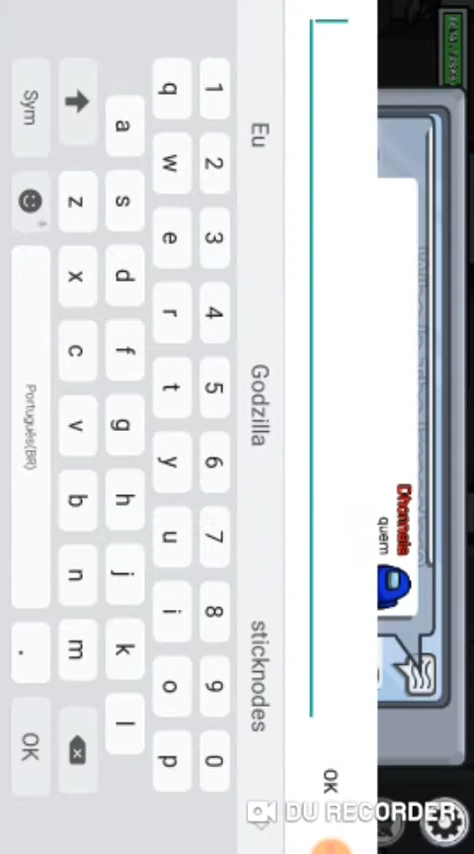 Dhonneis
quem
OK
Eu Godzilla sticknodes
1 2 3 4 5 6 7 8 9 0
q w e r t y u i o p
a s d f g h j k l
z x c v b n m
Sym Português(BR) . OK
DU RECORDER